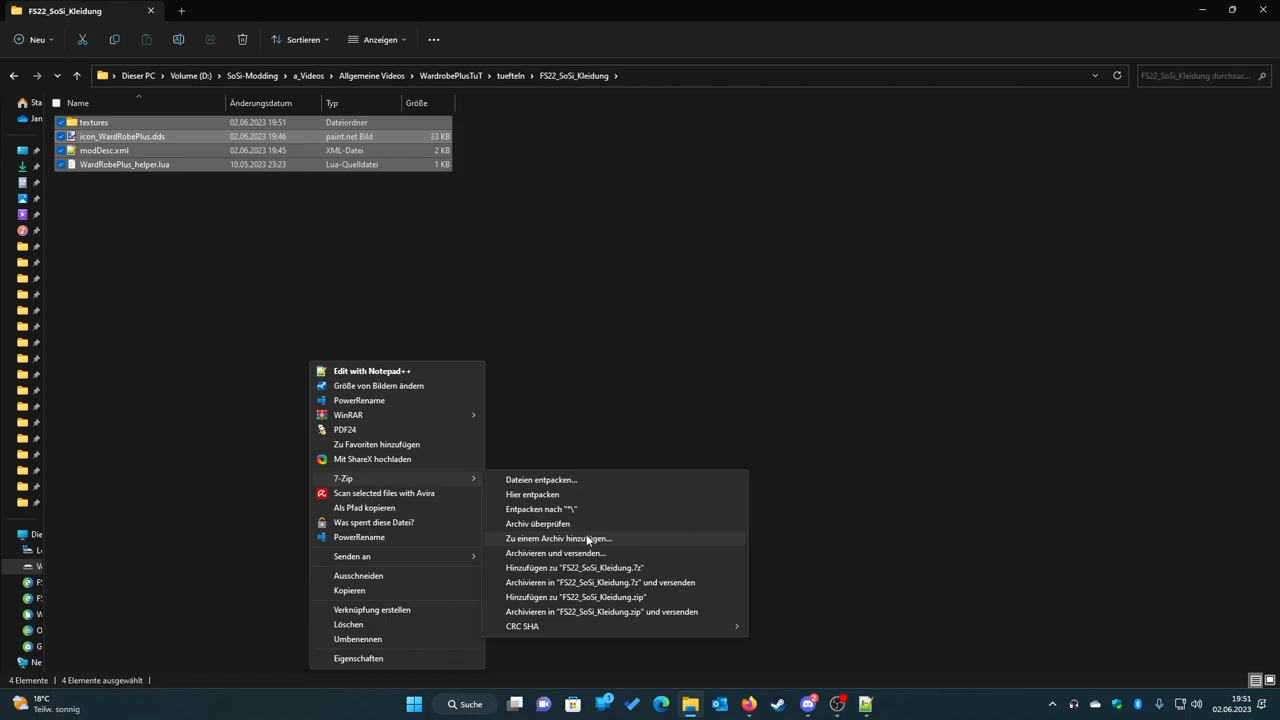 FS22_SoSi_Kleidung
Neu
Sortieren
Anzeigen
Dieser PC
Volume (D:)
SoSi-Modding
a_Videos
Allgemeine Videos
WardrobePlusTuT
tuefteln
FS22_SoSi_Kleidung
FS22_SoSi_Kleidung durchsuc...
Name
Änderungsdatum
Typ
Größe
textures
02.06.2023 19:51
Dateiordner
icon_WardRobePlus.dds
02.06.2023 19:46
paint.net Bild
33 KB
modDesc.xml
02.06.2023 19:45
XML-Datei
2 KB
WardRobePlus_helper.lua
10.05.2023 23:23
Lua-Quelldatei
1 KB
Sta
Jan
Die
Edit with Notepad++
Größe von Bildern ändern
PowerRename
WinRAR
PDF24
Zu Favoriten hinzufügen
Mit ShareX hochladen
7-Zip
Scan selected files with Avira
Als Pfad kopieren
Was sperrt diese Datei?
PowerRename
Senden an
Ausschneiden
Kopieren
Verknüpfung erstellen
Löschen
Umbenennen
Eigenschaften
Dateien entpacken...
Hier entpacken
Entpacken nach "*\"
Archiv überprüfen
Zu einem Archiv hinzufügen...
Archivieren und versenden...
Hinzufügen zu "FS22_SoSi_Kleidung.7z"
Archivieren in "FS22_SoSi_Kleidung.7z" und versenden
Hinzufügen zu "FS22_SoSi_Kleidung.zip"
Archivieren in "FS22_SoSi_Kleidung.zip" und versenden
CRC SHA
4 Elemente
4 Elemente ausgewählt
18°C
Teilw. sonnig
Suche
19:51
02.06.2023